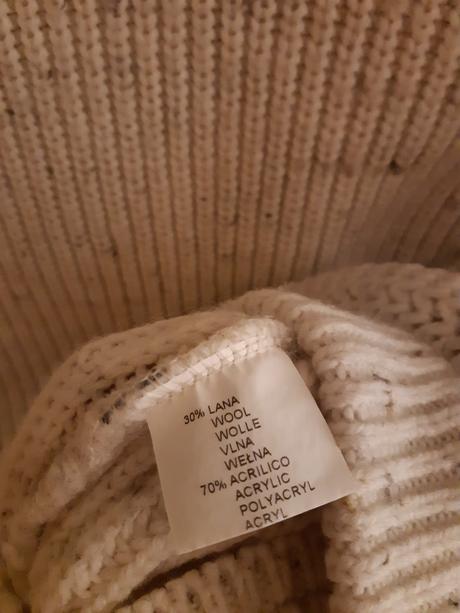 30% LANA
WOOL
WOLLE
VLNA
WEŁNA
70% ACRILICO
ACRYLIC
POLYACRYL
ACRYL